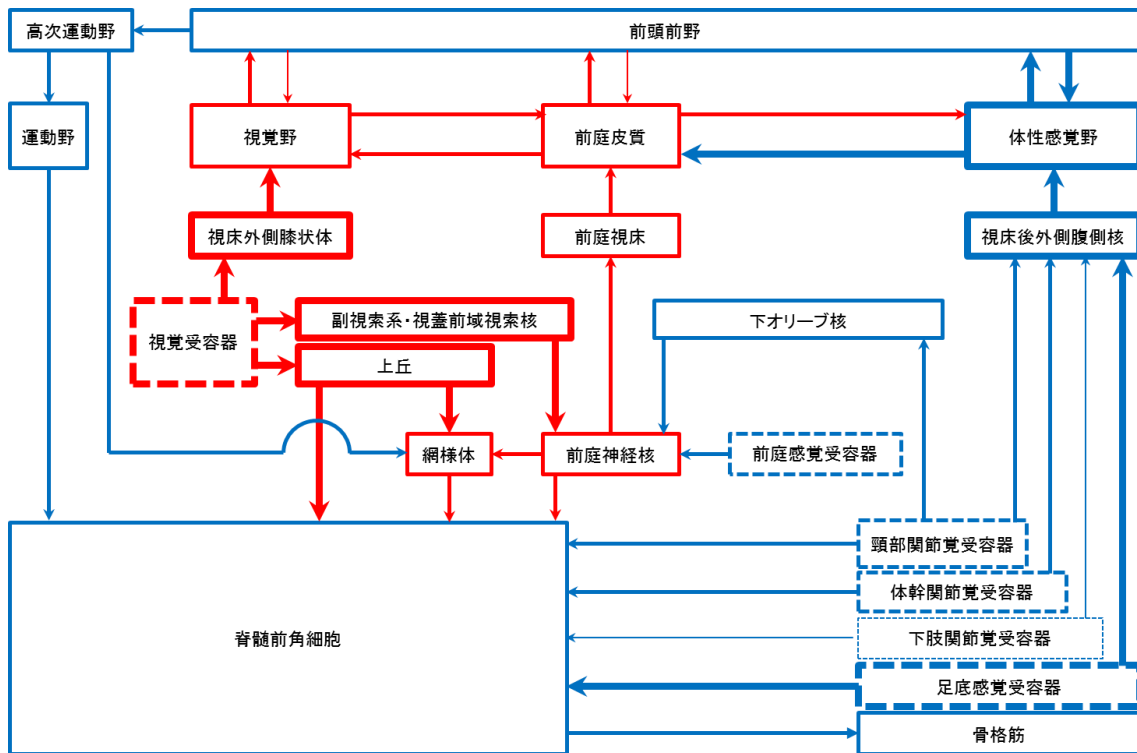 高次運動野
前頭前野
運動野
視覚野
前庭皮質
体性感覚野
視床外側膝状体
前庭視床
視床後外側腹側核
視覚受容器
副視索系・視蓋前域視索核
下オリーブ核
上丘
網様体
前庭神経核
前庭感覚受容器
頸部関節覚受容器
体幹関節覚受容器
脊髄前角細胞
下肢関節覚受容器
足底感覚受容器
骨格筋